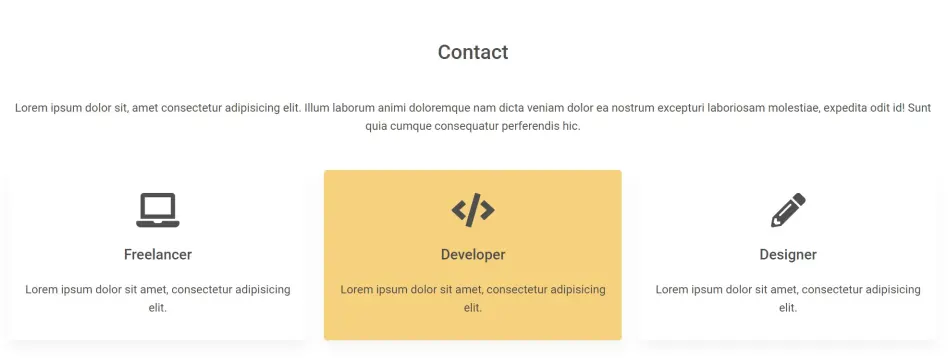 Contact
Lorem ipsum dolor sit, amet consectetur adipisicing elit. Illum laborum animi doloremque nam dicta veniam dolor ea nostrum excepturi laboriosam molestiae, expedita odit id! Sunt
quia cumque consequatur perferendis hic.
Freelancer
Lorem ipsum dolor sit amet, consectetur adipisicing
elit.
Developer
Lorem ipsum dolor sit amet, consectetur adipisicing
elit.
Designer
Lorem ipsum dolor sit amet, consectetur adipisicing
elit.